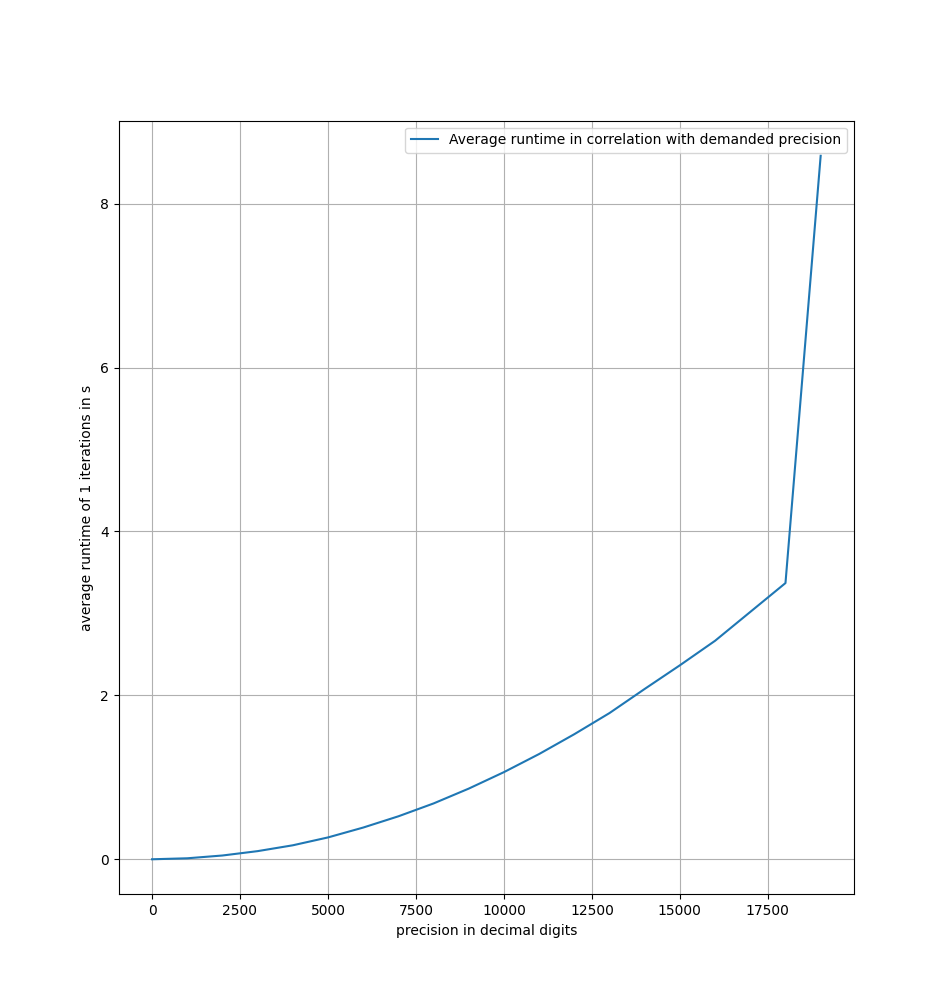 Average runtime in correlation with demanded precision
8
6
4
2
0
average runtime of 1 iterations in s
0 2500 5000 7500 10000 12500 15000 17500
precision in decimal digits